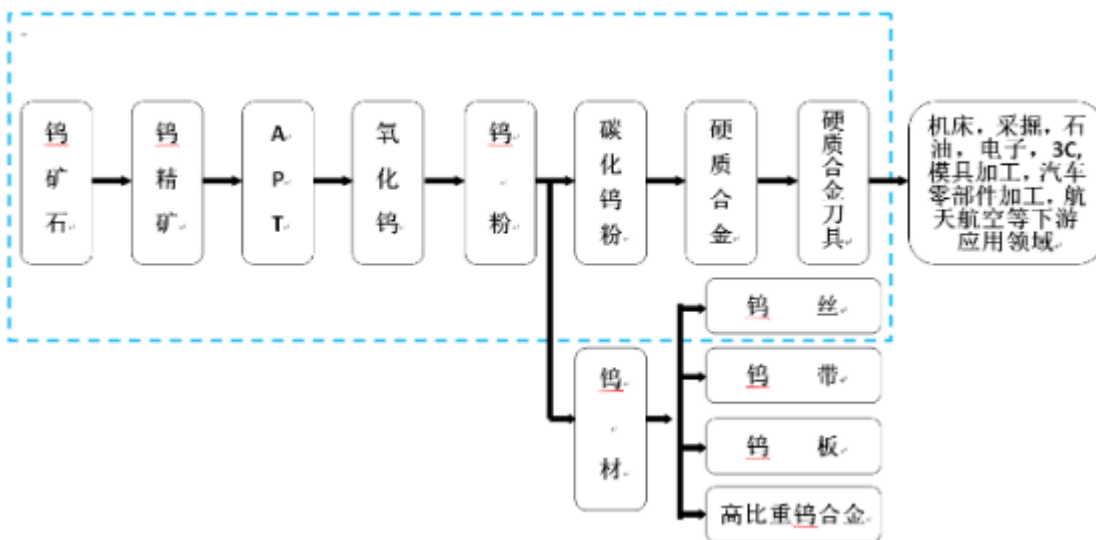 钨矿石
钨精矿
APT
氧化钨
钨粉
碳化钨粉
硬质合金
硬质合金刀具
机床，采掘，石
油，电子，3C,
模具加工，汽车
零部件加工，航
天航空等下游
应用领域
钨 丝
钨材
钨 带
钨 板
高比重钨合金